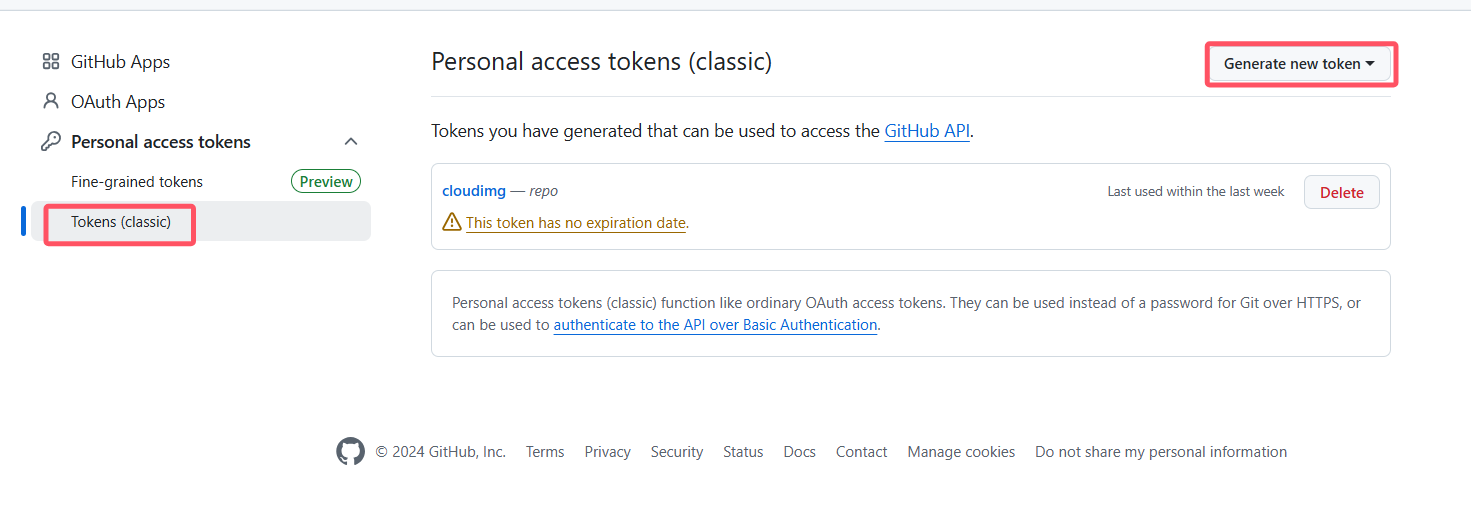 GitHub Apps
OAuth Apps
Personal access tokens
Fine-grained tokens Preview
Tokens (classic)
Personal access tokens (classic)
Generate new token
Tokens you have generated that can be used to access the GitHub API.
cloudimg — repo
Last used within the last week
Delete
This token has no expiration date.
Personal access tokens (classic) function like ordinary OAuth access tokens. They can be used instead of a password for Git over HTTPS, or
can be used to authenticate to the API over Basic Authentication.
© 2024 GitHub, Inc. Terms Privacy Security Status Docs Contact Manage cookies Do not share my personal information